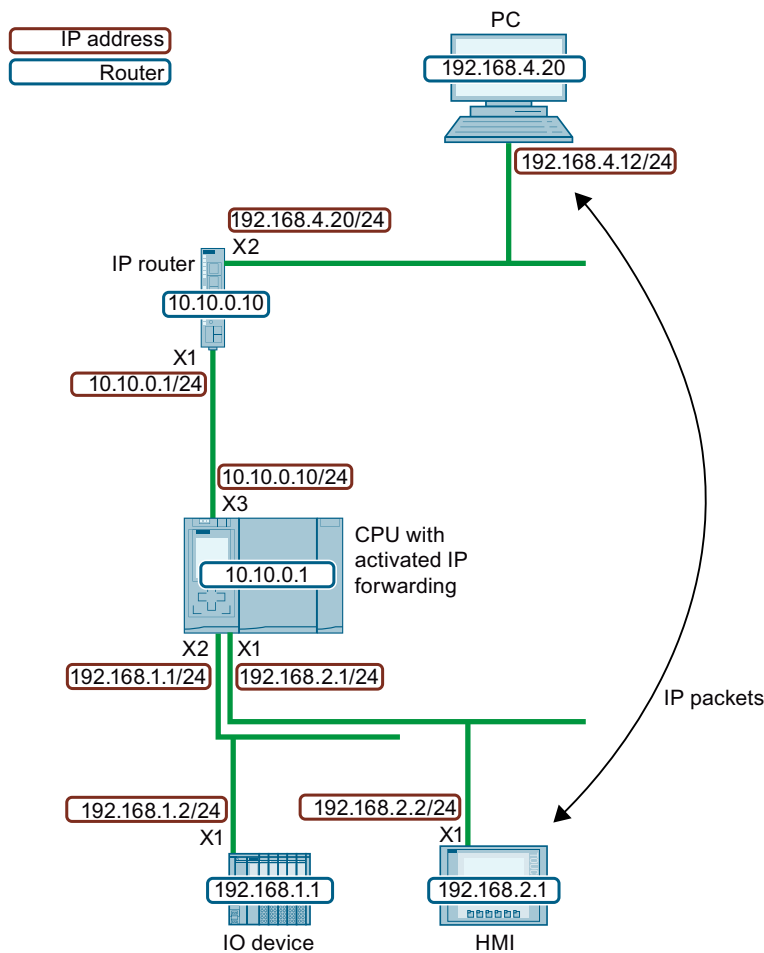 PC
IP address
Router
192.168.4.20
192.168.4.12/24
192.168.4.20/24
X2
IP router
10.10.0.10
X1
10.10.0.1/24
10.10.0.10/24
X3
CPU with
activated IP
forwarding
10.10.0.1
X2
X1
192.168.1.1/24
192.168.2.1/24
IP packets
192.168.1.2/24
192.168.2.2/24
X1
X1
192.168.1.1
192.168.2.1
IO device
HMI